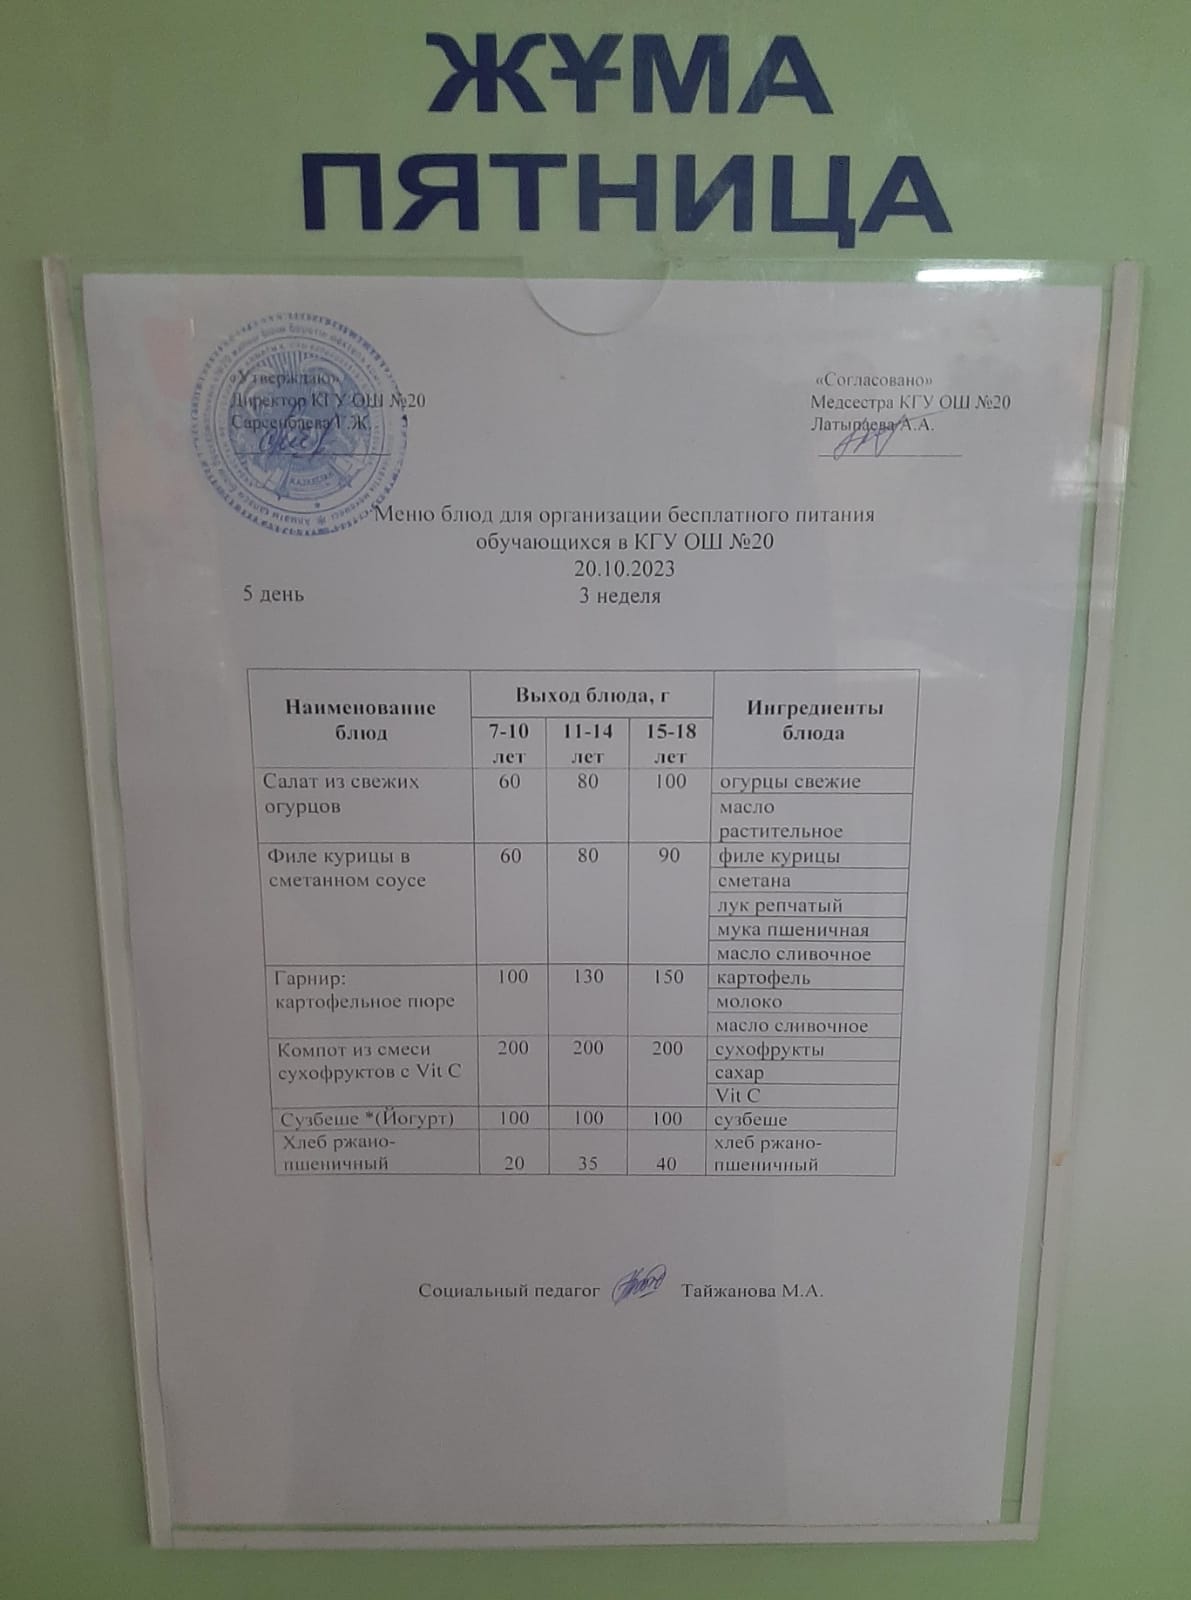 ЖҰМА
ПЯТНИЦА
«Утверждаю»
Директор КГУ ОШ №20
Сарсенбаева Г.Ж.
«Согласовано»
Медсестра КГУ ОШ №20
Латыпаева А.А.
ҚАЗАҚСТАН
Меню блюд для организации бесплатного питания
обучающихся в КГУ ОШ №20
20.10.2023
5 день 3 неделя
Наименование блюд Выход блюда, г Ингредиенты блюда
7-10 лет 11-14 лет 15-18 лет
Салат из свежих огурцов 60 80 100 огурцы свежие
масло растительное
Филе курицы в сметанном соусе 60 80 90 филе курицы
сметана
лук репчатый
мука пшеничная
масло сливочное
Гарнир: картофельное пюре 100 130 150 картофель
молоко
масло сливочное
Компот из смеси сухофруктов с Vit C 200 200 200 сухофрукты
сахар
Vit C
Сузбеше *(Йогурт) 100 100 100 сузбеше
Хлеб ржано-пшеничный 20 35 40 хлеб ржано-пшеничный
Социальный педагог Тайжанова М.А.